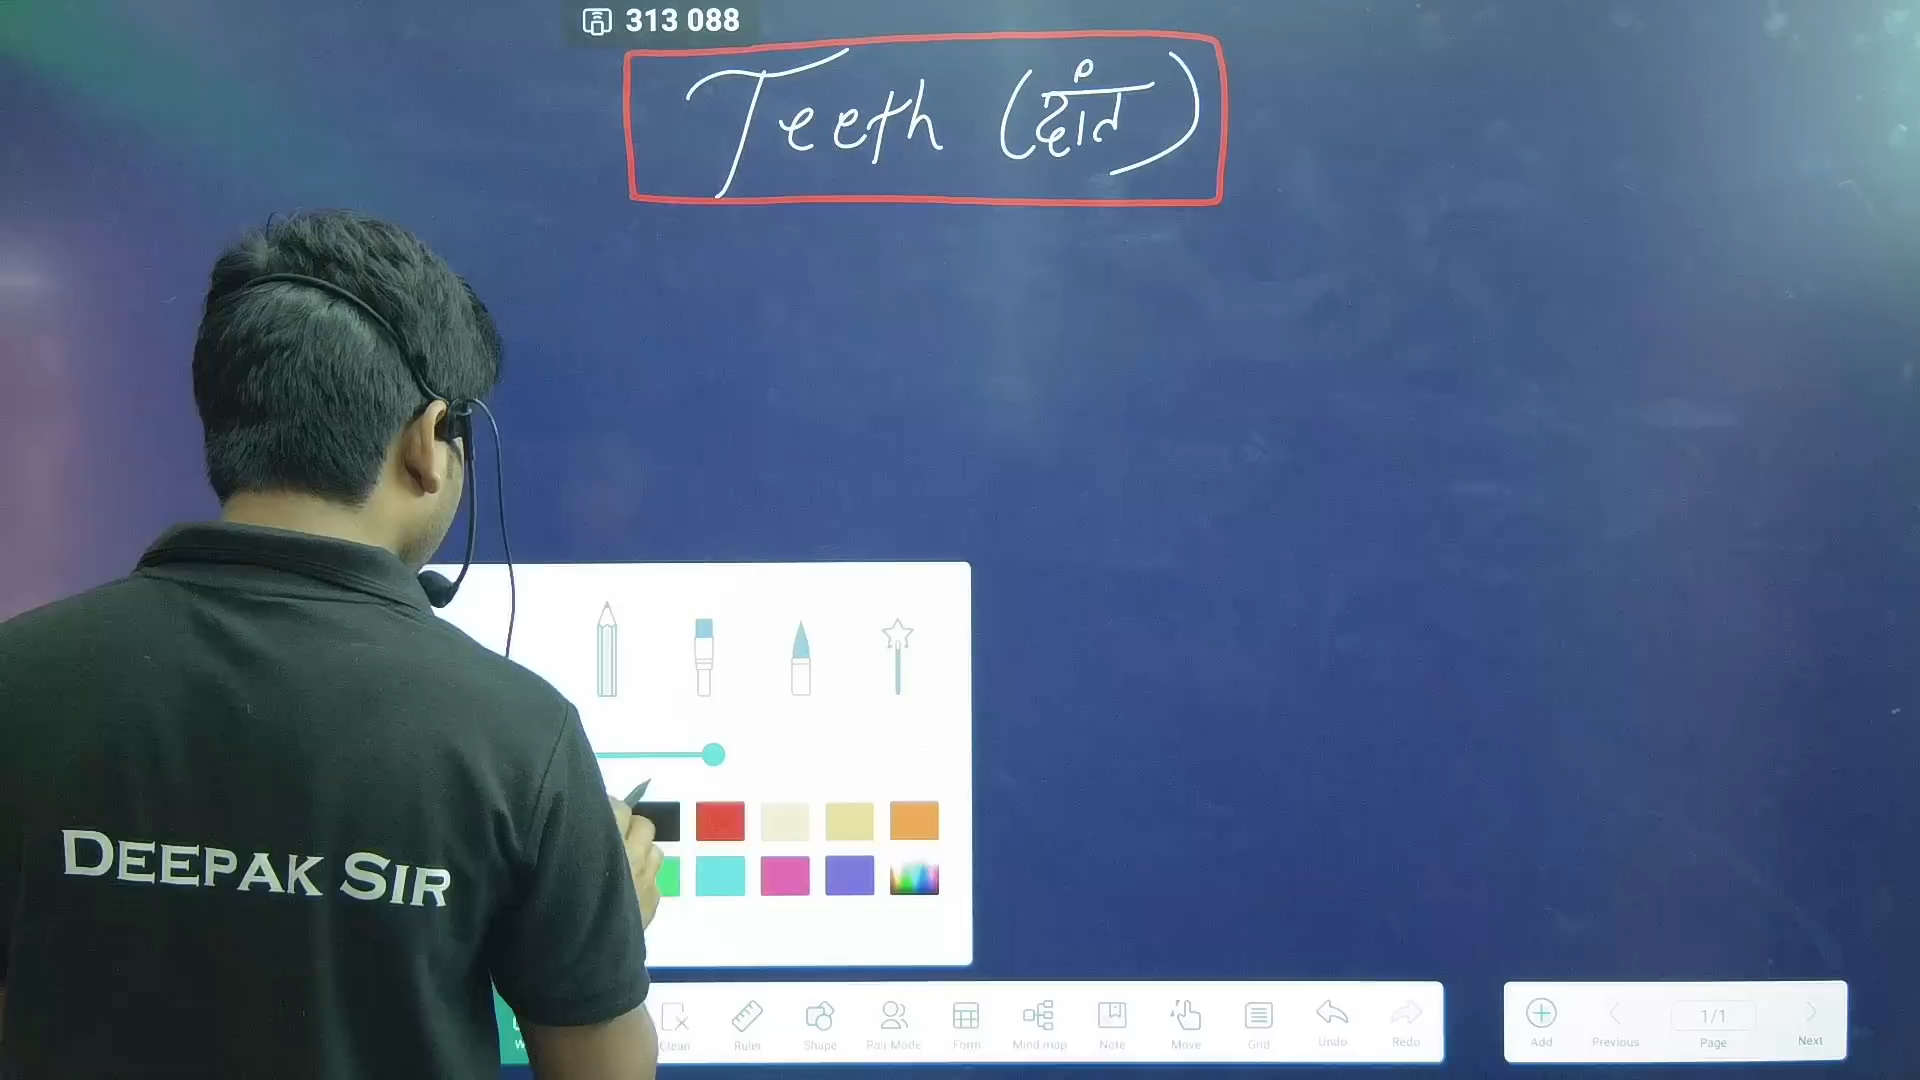 313 088
Teeth (दाँत)
DEEPAK SIR
Clean Ruler Shape Pair Mode Form Mind map Note Move Grid Undo Redo
Add Previous 1/1 Page Next